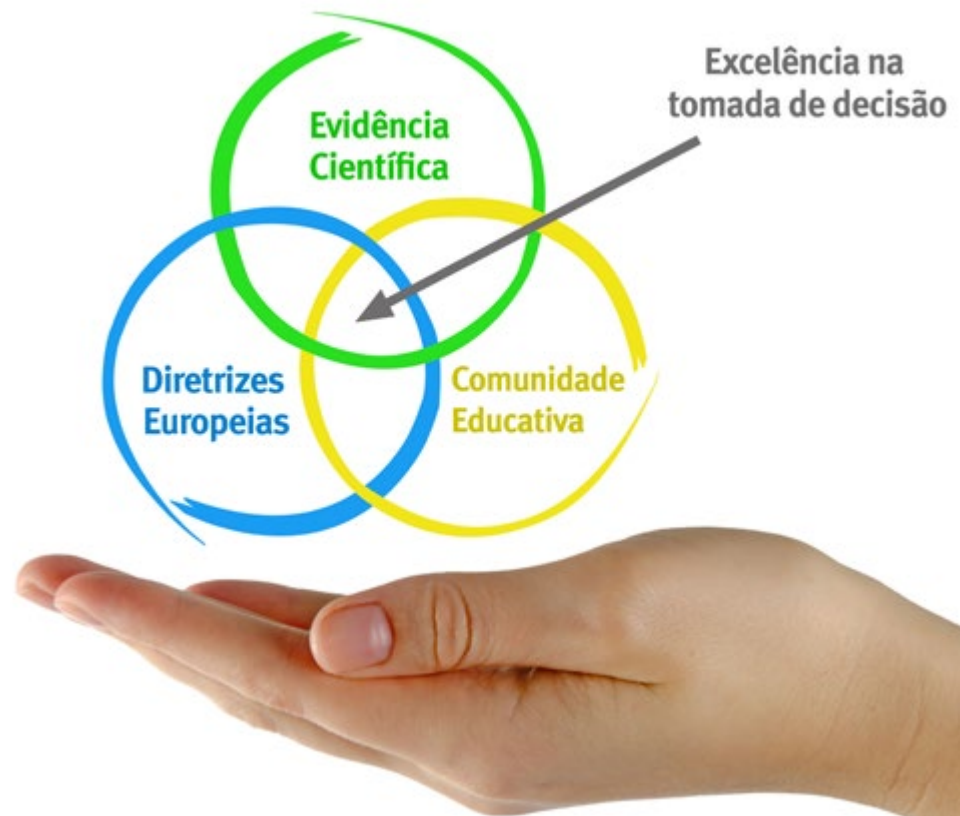 Excelência na
tomada de decisão
Evidência
Científica
Diretrizes
Europeias
Comunidade
Educativa